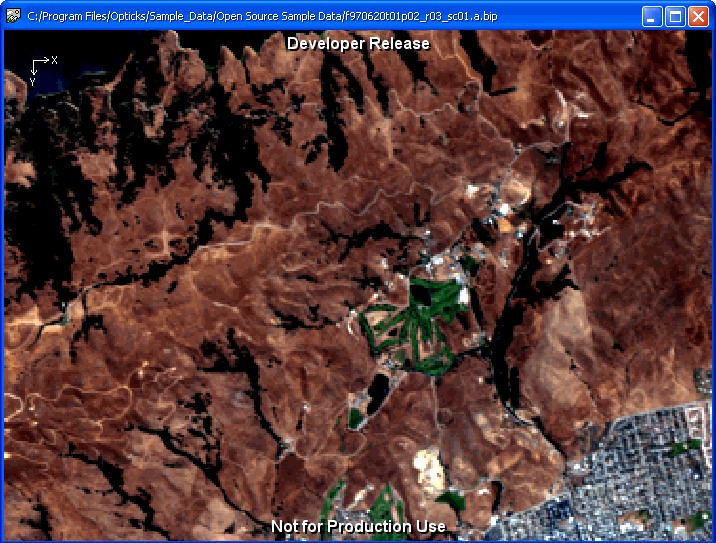 C:/Program Files/Opticks/Sample_Data/Open Source Sample Data/f970620t01p02_r03_sc01.a.bip
Developer Release
X
Y
Not for Production Use